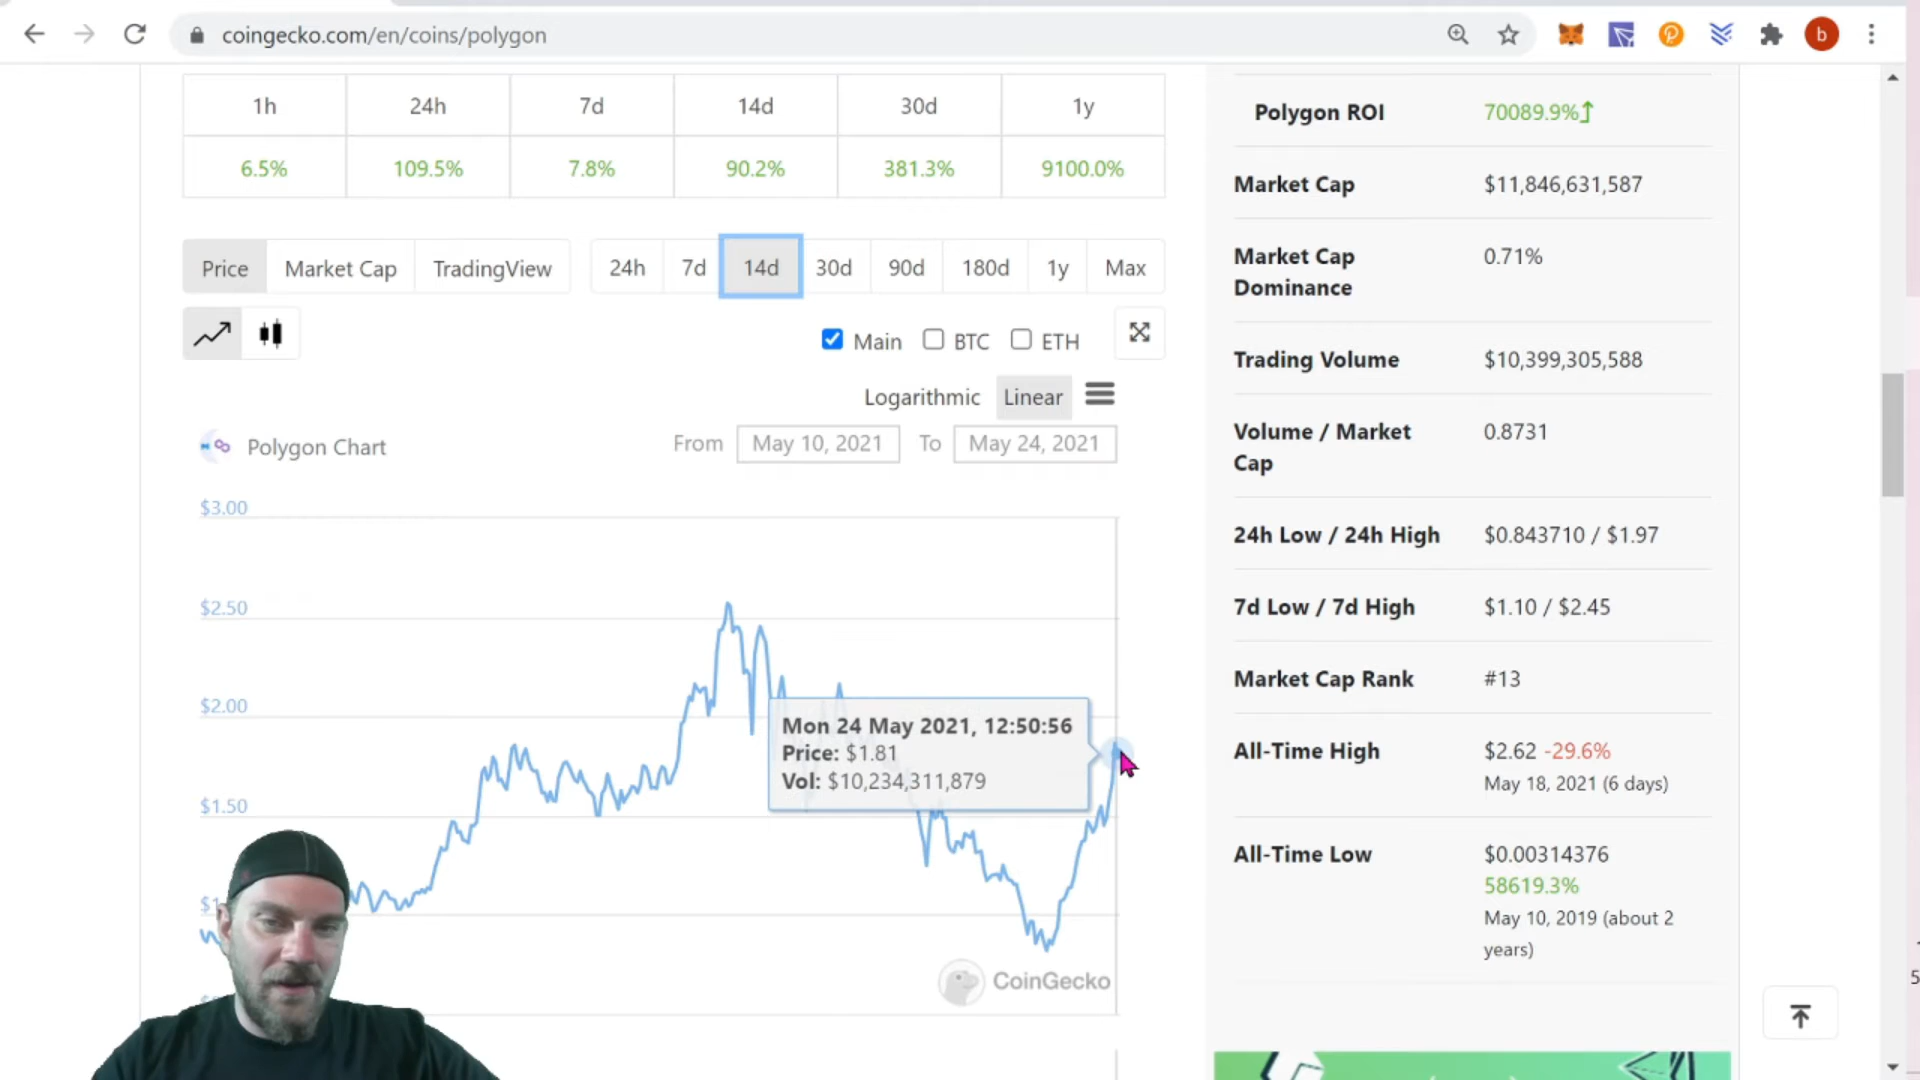 coingecko.com/en/coins/polygon
b
1h 24h 7d 14d 30d 1y
6.5% 109.5% 7.8% 90.2% 381.3% 9100.0%
Price Market Cap TradingView 24h 7d 14d 30d 90d 180d 1y Max
Main BTC ETH
Logarithmic Linear
Polygon Chart From May 10, 2021 To May 24, 2021
$3.00
$2.50
$2.00
$1.50
Mon 24 May 2021, 12:50:56
Price: $1.81
Vol: $10,234,311,879
CoinGecko
Polygon ROI 70089.9%
Market Cap $11,846,631,587
Market Cap 0.71%
Dominance
Trading Volume $10,399,305,588
Volume / Market 0.8731
Cap
24h Low / 24h High $0.843710 / $1.97
7d Low / 7d High $1.10 / $2.45
Market Cap Rank #13
All-Time High $2.62 -29.6%
May 18, 2021 (6 days)
All-Time Low $0.00314376
58619.3%
May 10, 2019 (about 2
years)